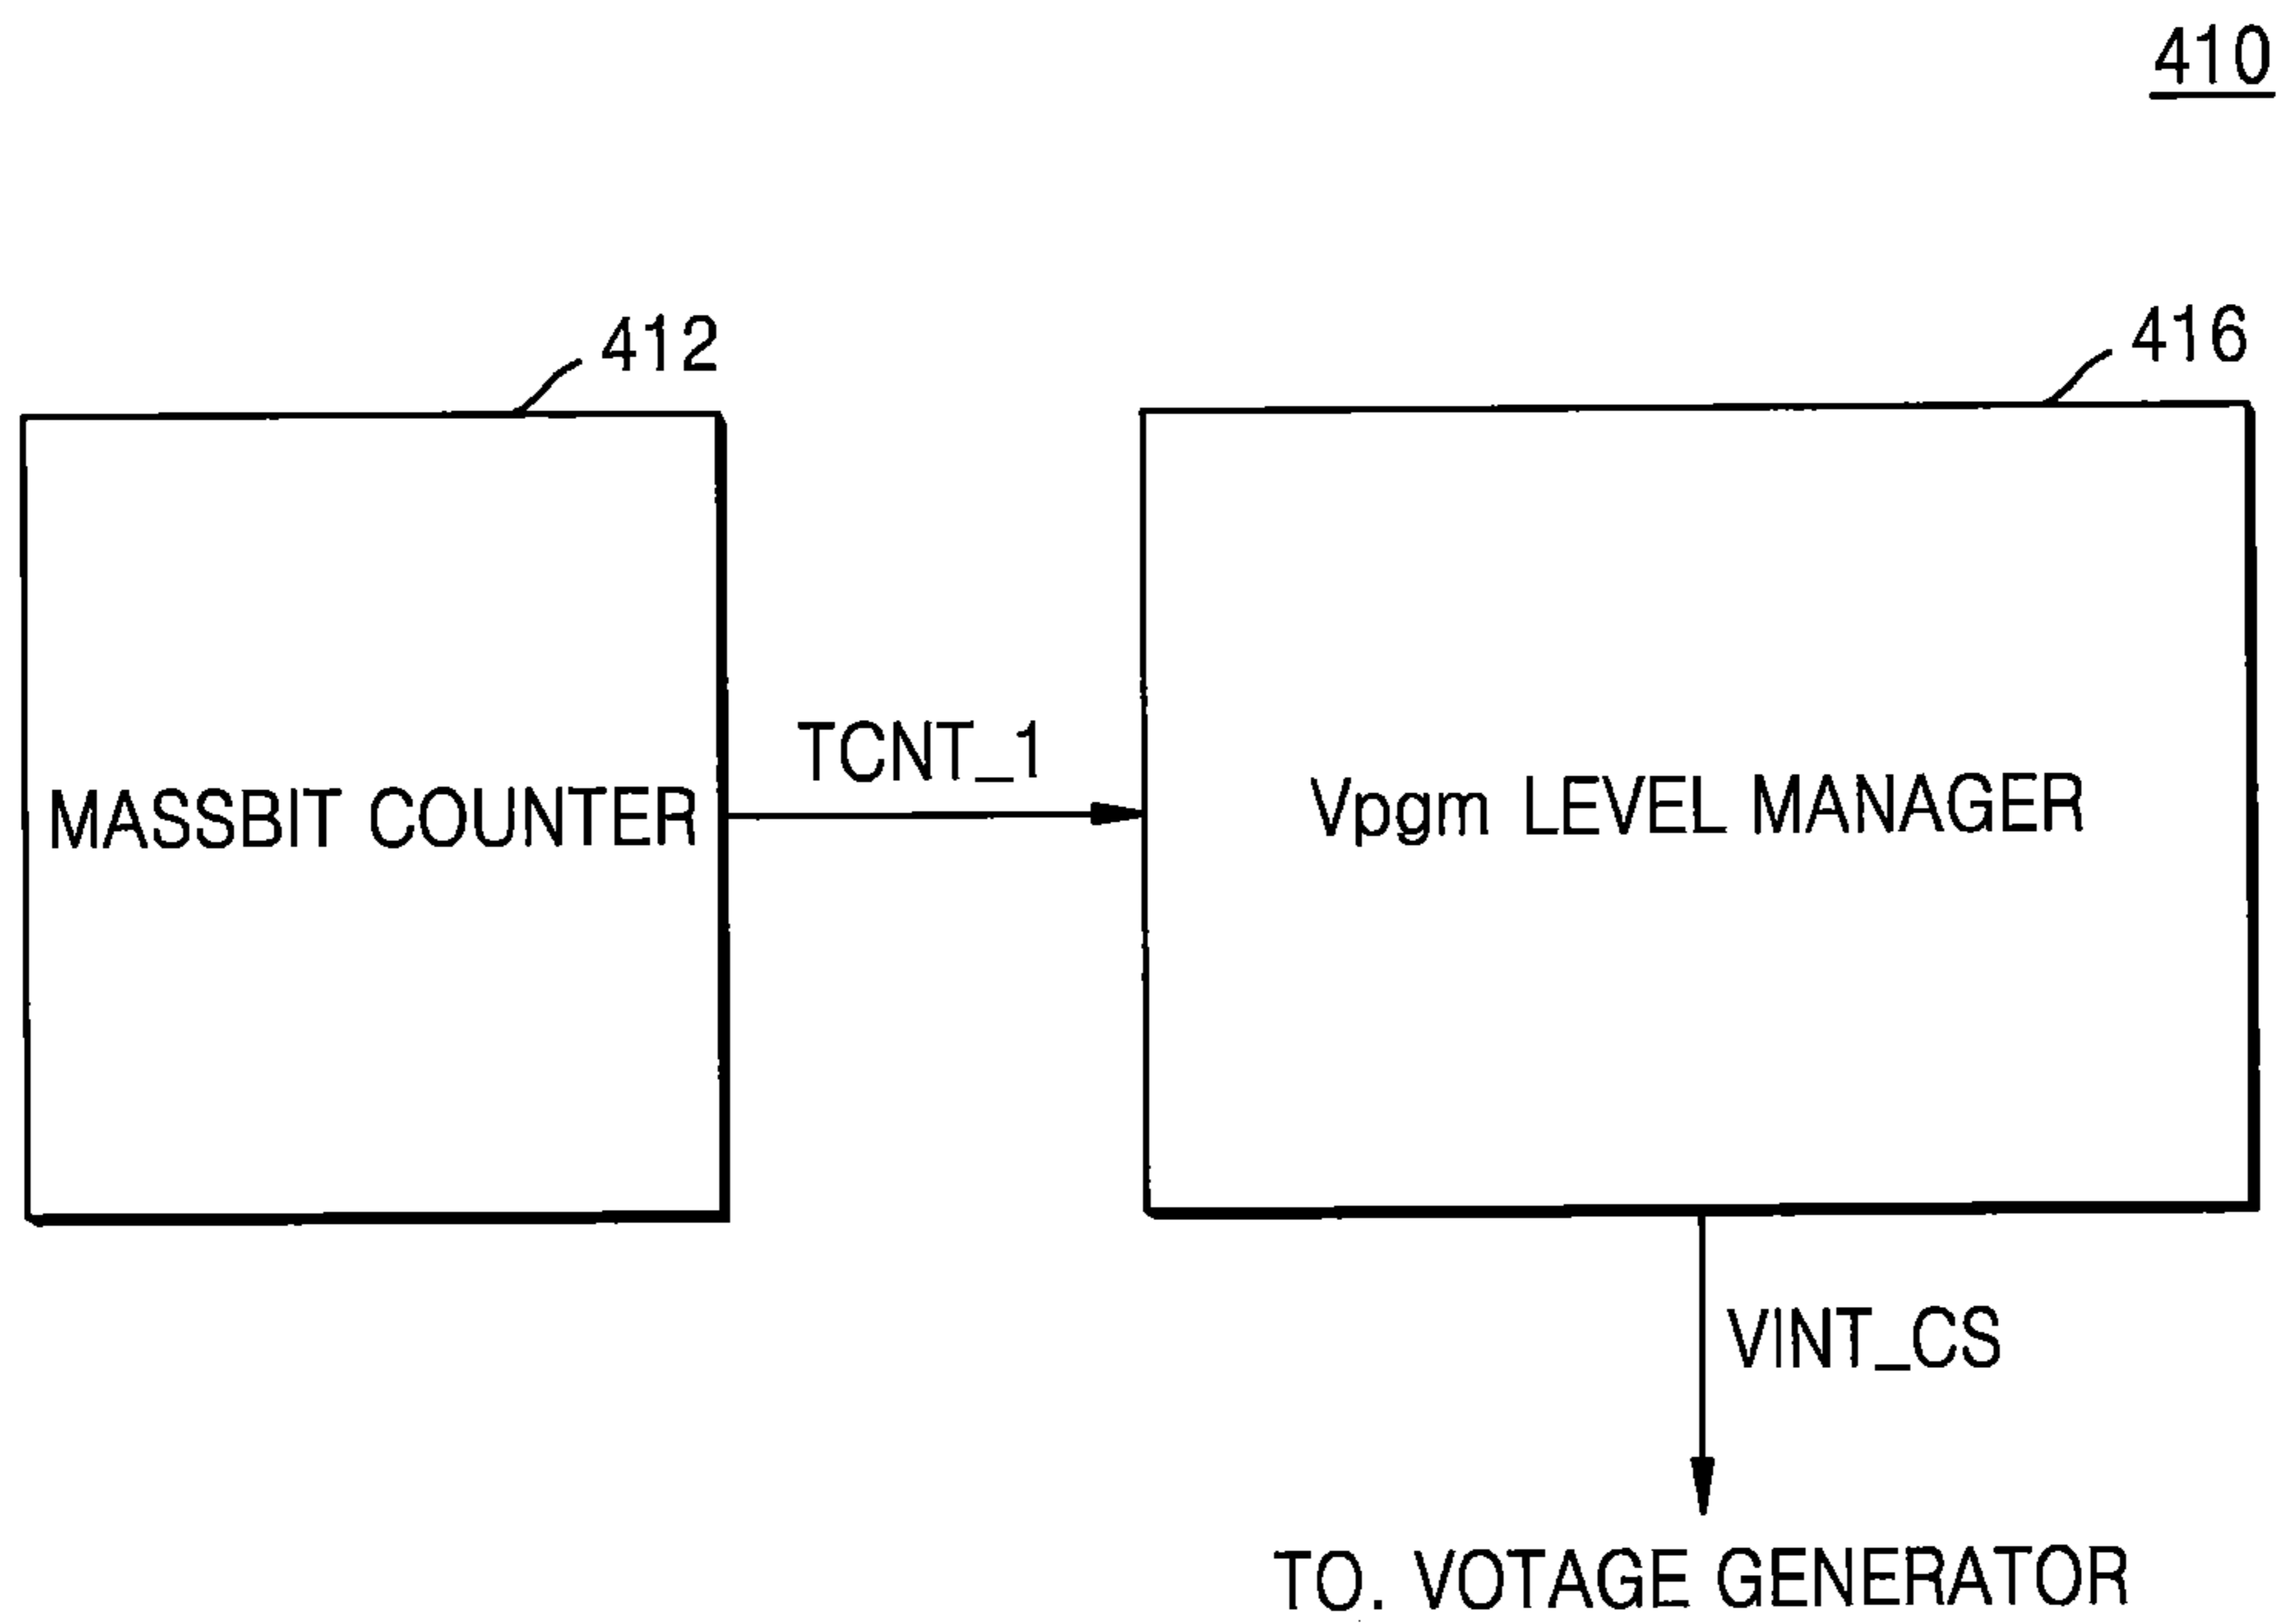 410
412
416
TCNT_1
MASSBIT COUNTER
Vpgm LEVEL MANAGER
VINT_CS
TO. VOTAGE GENERATOR